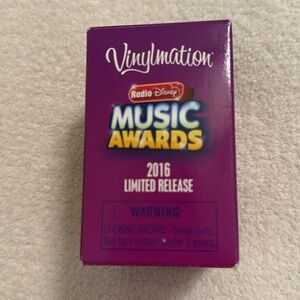 Vinylmation
Radio Disney
MUSIC
AWARDS
2016
LIMITED RELEASE
⚠ WARNING:
CHOKING HAZARD - Small parts.
Not for children under 3 years.